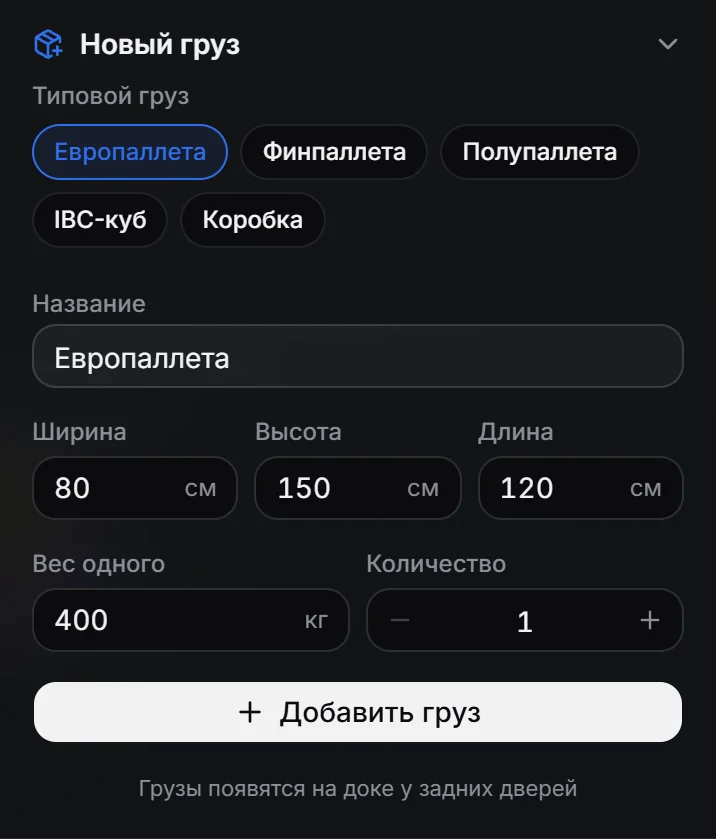 Новый груз
Типовой груз
Европаллета Финпаллета Полупаллета
IBC-куб Коробка
Название
Европаллета
Ширина Высота Длина
80 см 150 см 120 см
Вес одного Количество
400 кг − 1 +
+ Добавить груз
Грузы появятся на доке у задних дверей